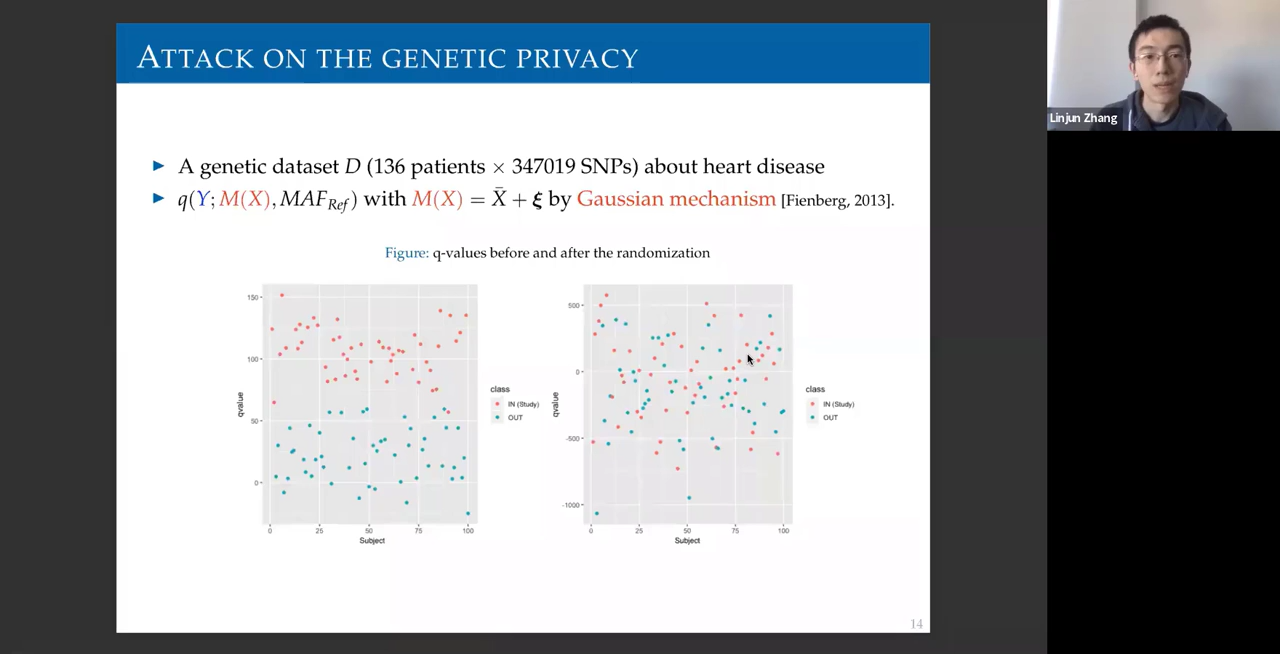 ATTACK ON THE GENETIC PRIVACY
Linjun Zhang
A genetic dataset D (136 patients × 347019 SNPs) about heart disease
q(Y; M(X), MAF_Ref) with M(X) = X̄ + ξ by Gaussian mechanism [Fienberg, 2013].
Figure: q-values before and after the randomization
150
100
50
0
qvalue
0 25 50 75 100
Subject
class
IN (Study)
OUT
500
0
-500
-1000
qvalue
0 25 50 75 100
Subject
class
IN (Study)
OUT
14